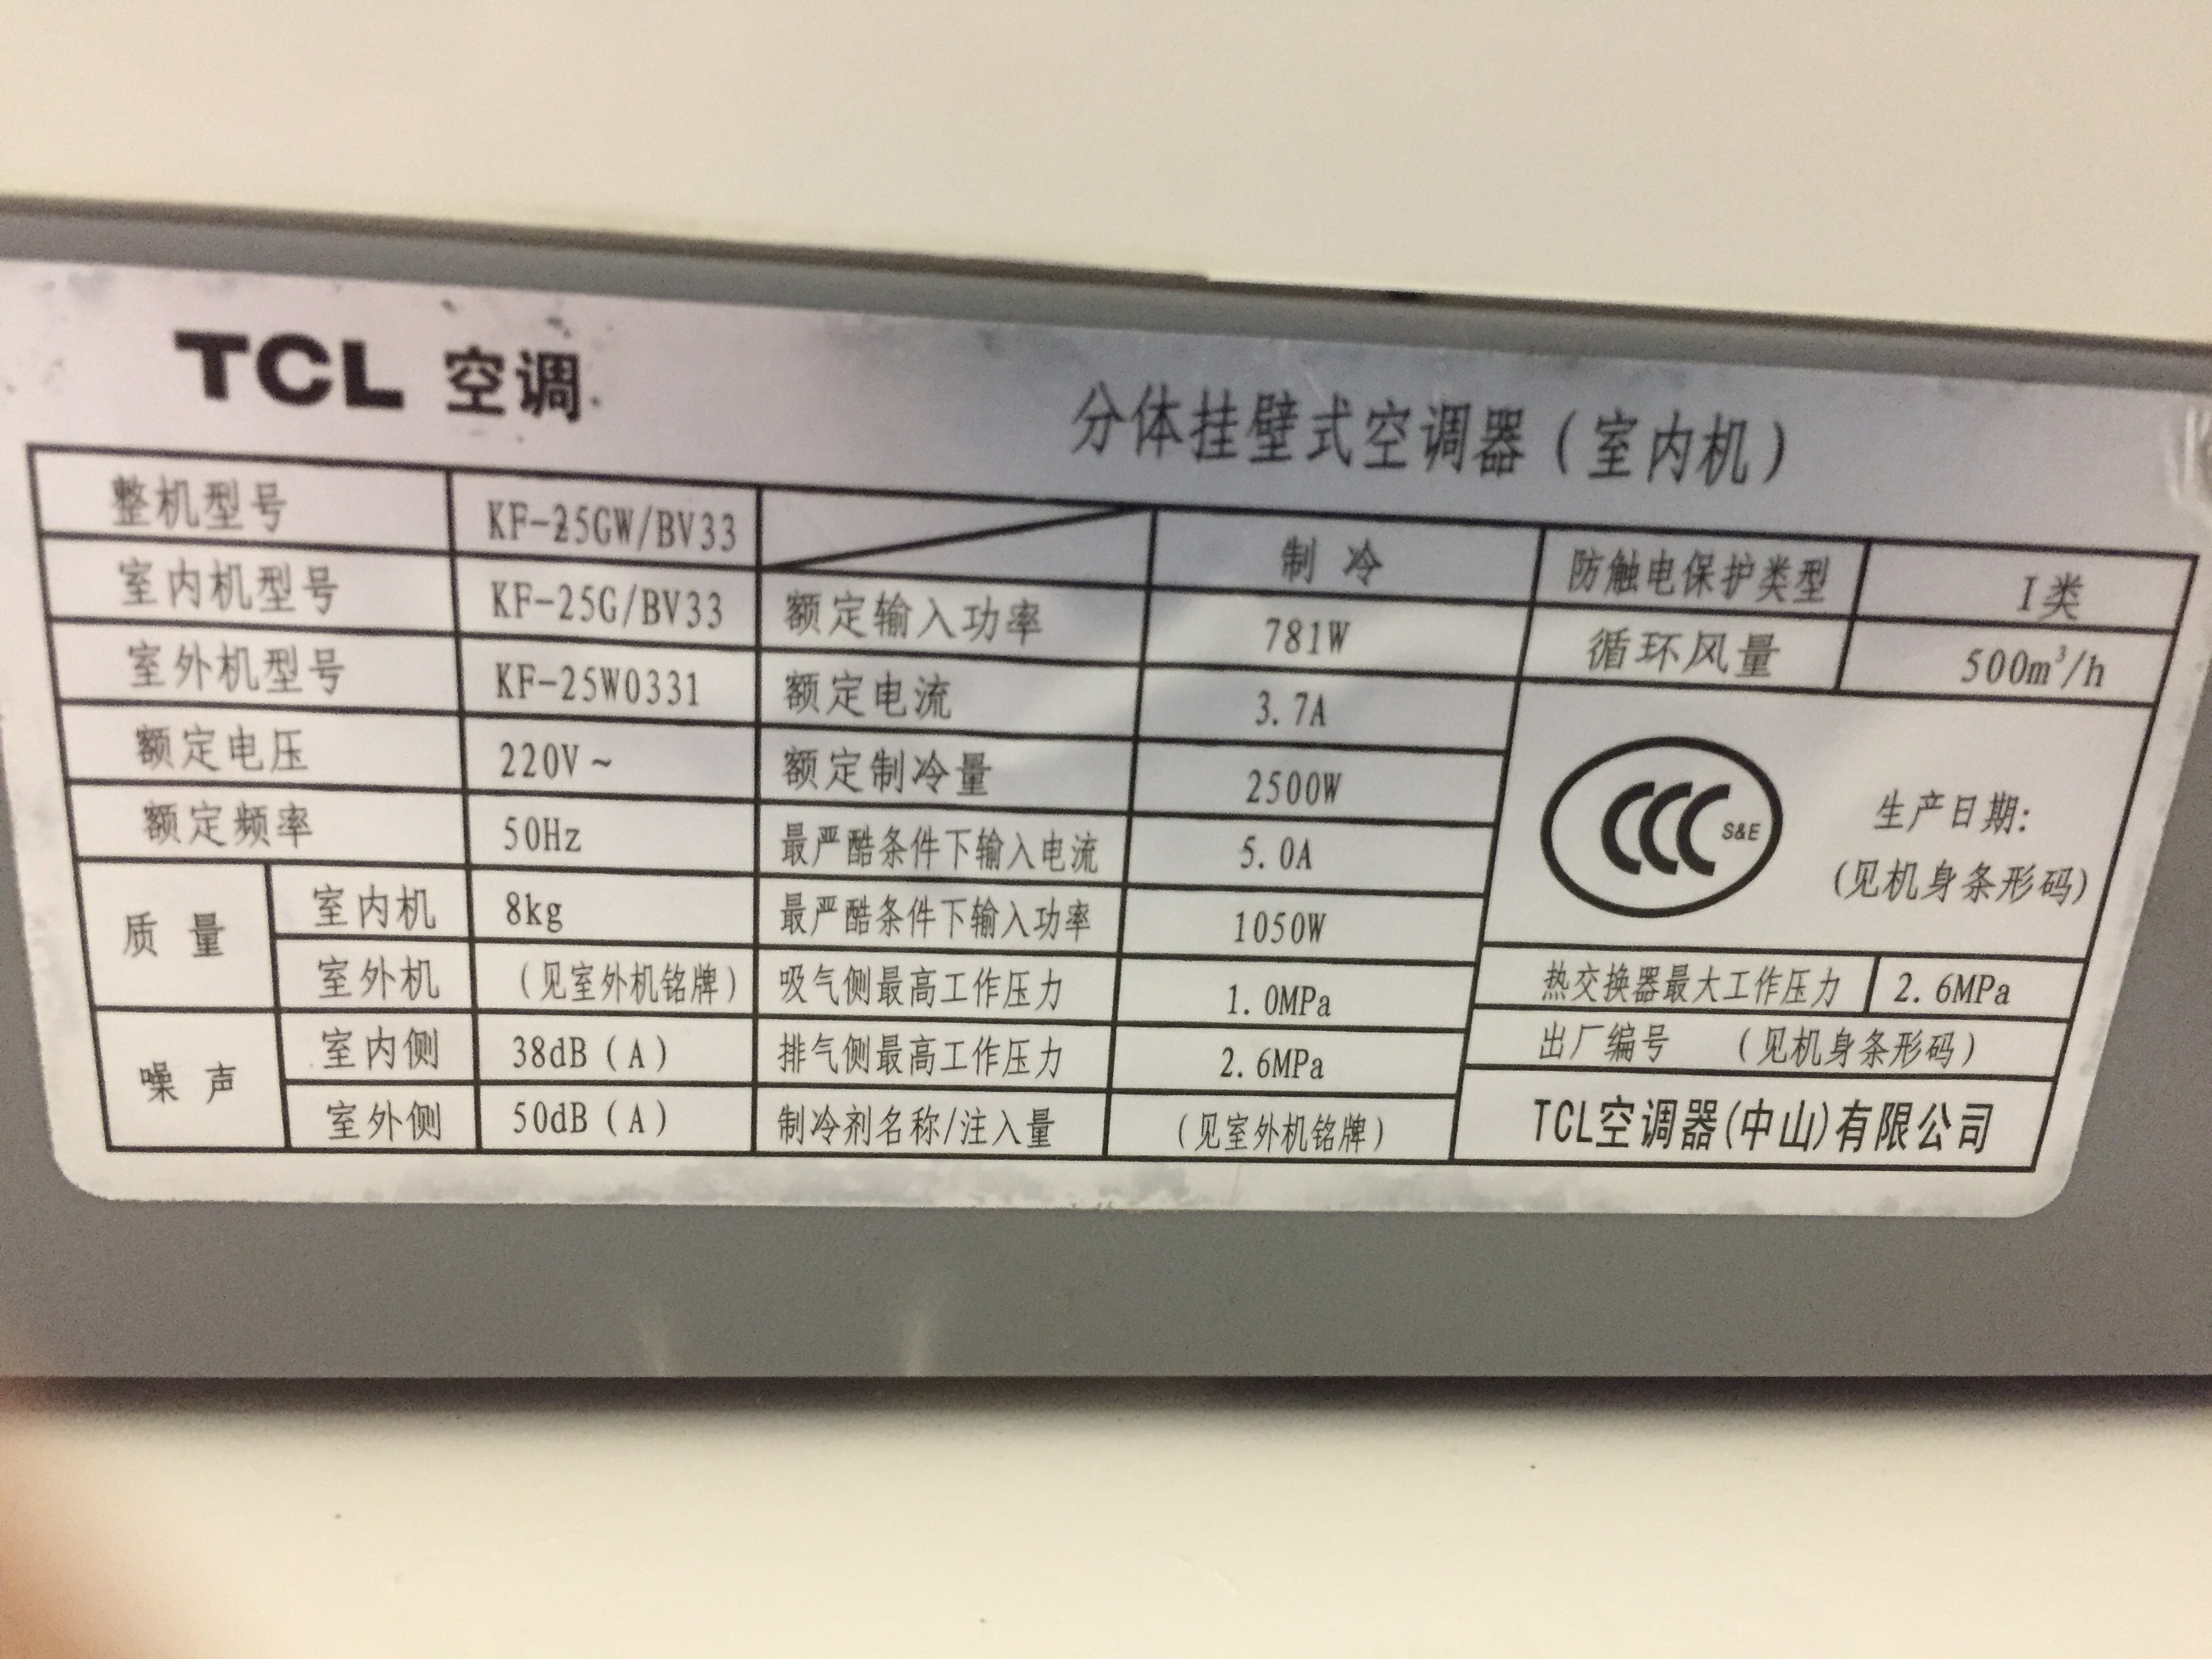 TCL 空调
分体挂壁式空调器(室内机)
整机型号 KF-25GW/BV33 制冷 防触电保护类型 I类
室内机型号 KF-25G/BV33 额定输入功率 781W 循环风量 500m³/h
室外机型号 KF-25W0331 额定电流 3.7A
额定电压 220V~ 额定制冷量 2500W
CCC S&E 生产日期:
(见机身条形码)
额定频率 50Hz 最严酷条件下输入电流 5.0A
质量 室内机 8kg 最严酷条件下输入功率 1050W
室外机 (见室外机铭牌) 吸气侧最高工作压力 1.0MPa 热交换器最大工作压力 2.6MPa
噪声 室内侧 38dB(A) 排气侧最高工作压力 2.6MPa 出厂编号 (见机身条形码)
室外侧 50dB(A) 制冷剂名称/注入量 (见室外机铭牌) TCL空调器(中山)有限公司